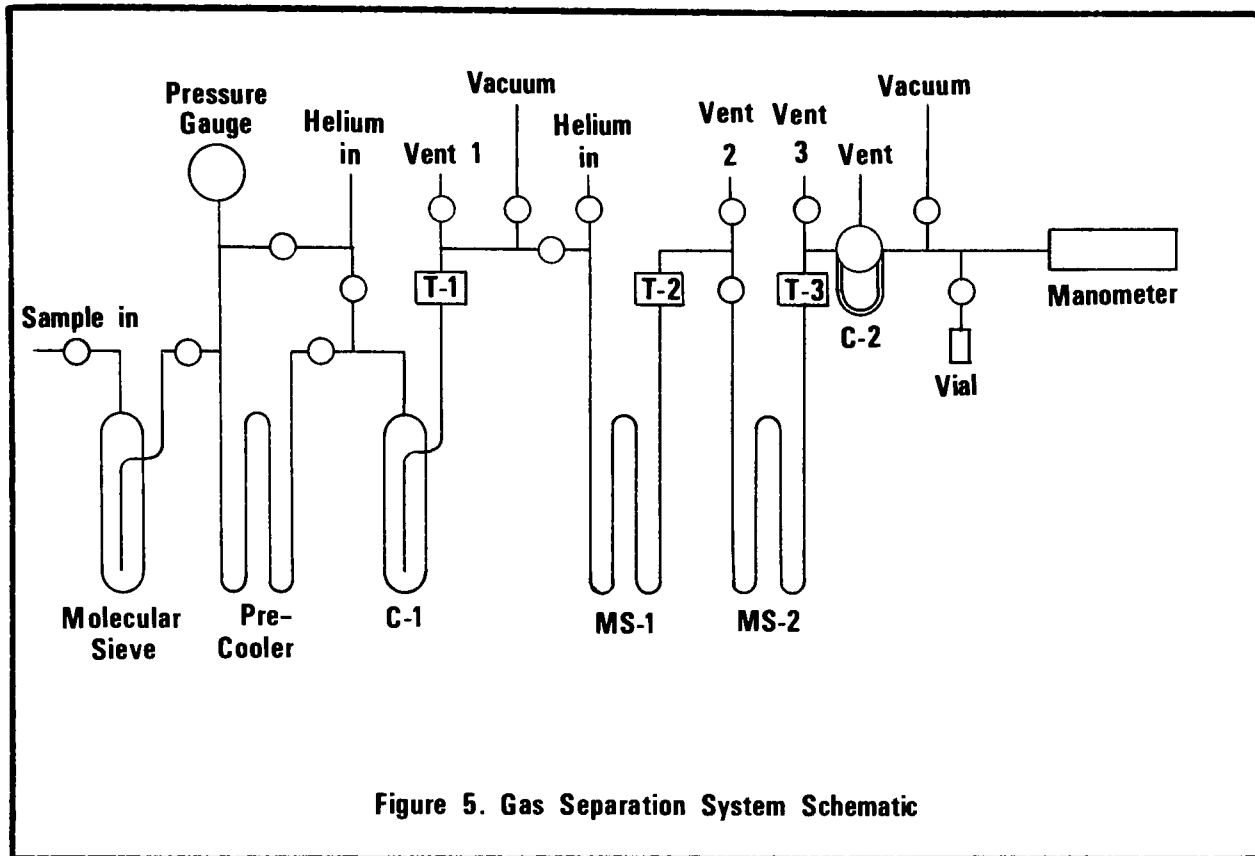 Pressure
Gauge
Helium
in
Vent 1
Vacuum
Helium
in
Vent
2
Vent
3
Vent
Vacuum
Sample in
T-1
T-2
T-3
C-2
Manometer
Vial
Molecular
Sieve
Pre-
Cooler
C-1
MS-1
MS-2
Figure 5. Gas Separation System Schematic